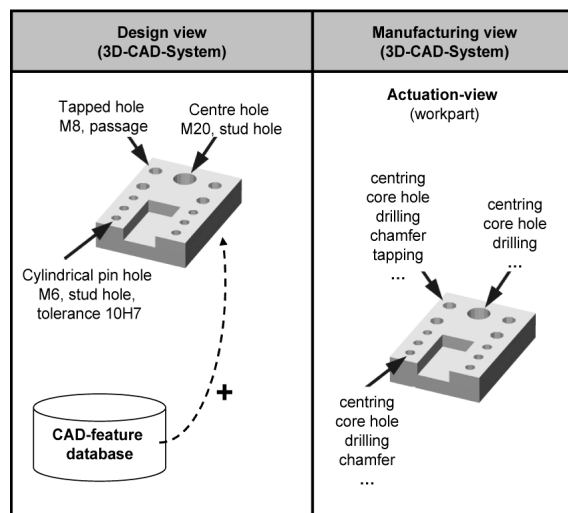 Design view
(3D-CAD-System)
Manufacturing view
(3D-CAD-System)
Tapped hole
M8, passage
Centre hole
M20, stud hole
Cylindrical pin hole
M6, stud hole,
tolerance 10H7
+
CAD-feature
database
Actuation-view
(workpart)
centring
core hole
drilling
chamfer
tapping
...
centring
core hole
drilling
...
centring
core hole
drilling
chamfer
...